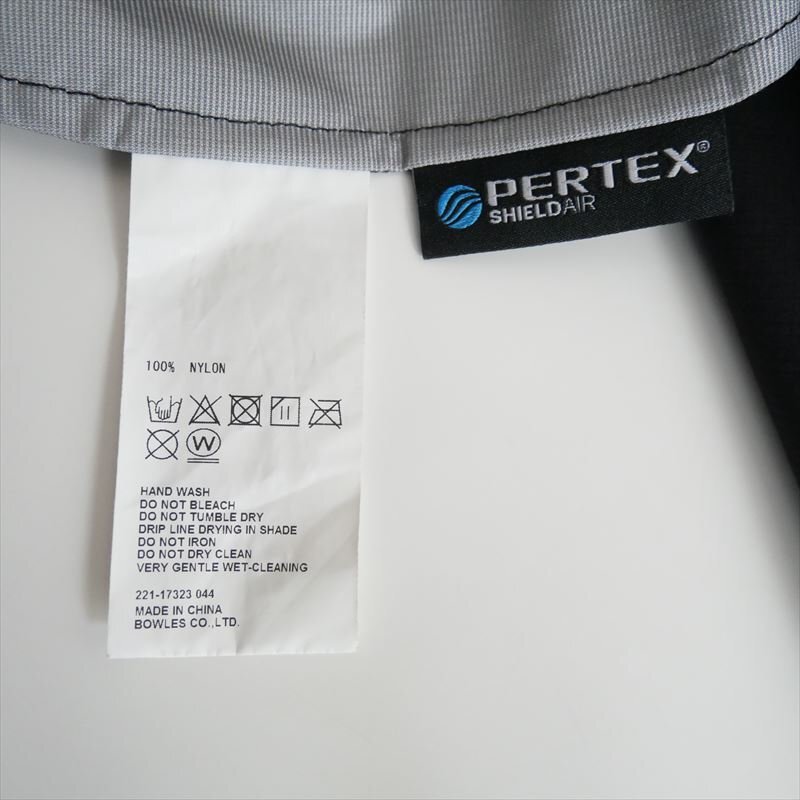 PERTEX®
SHIELDAIR
100% NYLON
W
HAND WASH
DO NOT BLEACH
DO NOT TUMBLE DRY
DRIP LINE DRYING IN SHADE
DO NOT IRON
DO NOT DRY CLEAN
VERY GENTLE WET-CLEANING
221-17323 044
MADE IN CHINA
BOWLES CO.,LTD.